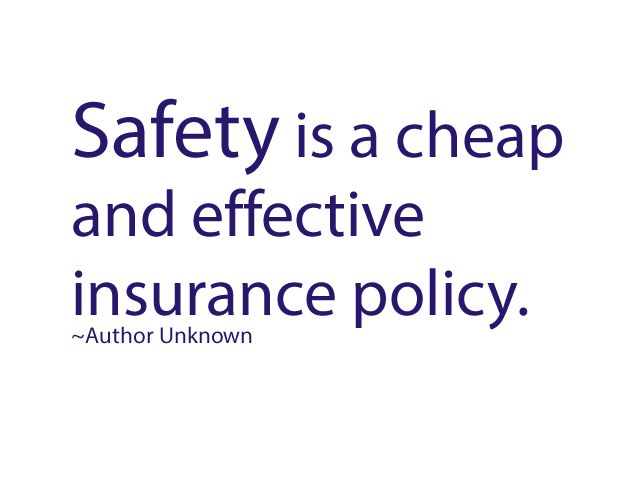 Safety is a cheap
and effective
insurance policy.
~Author Unknown